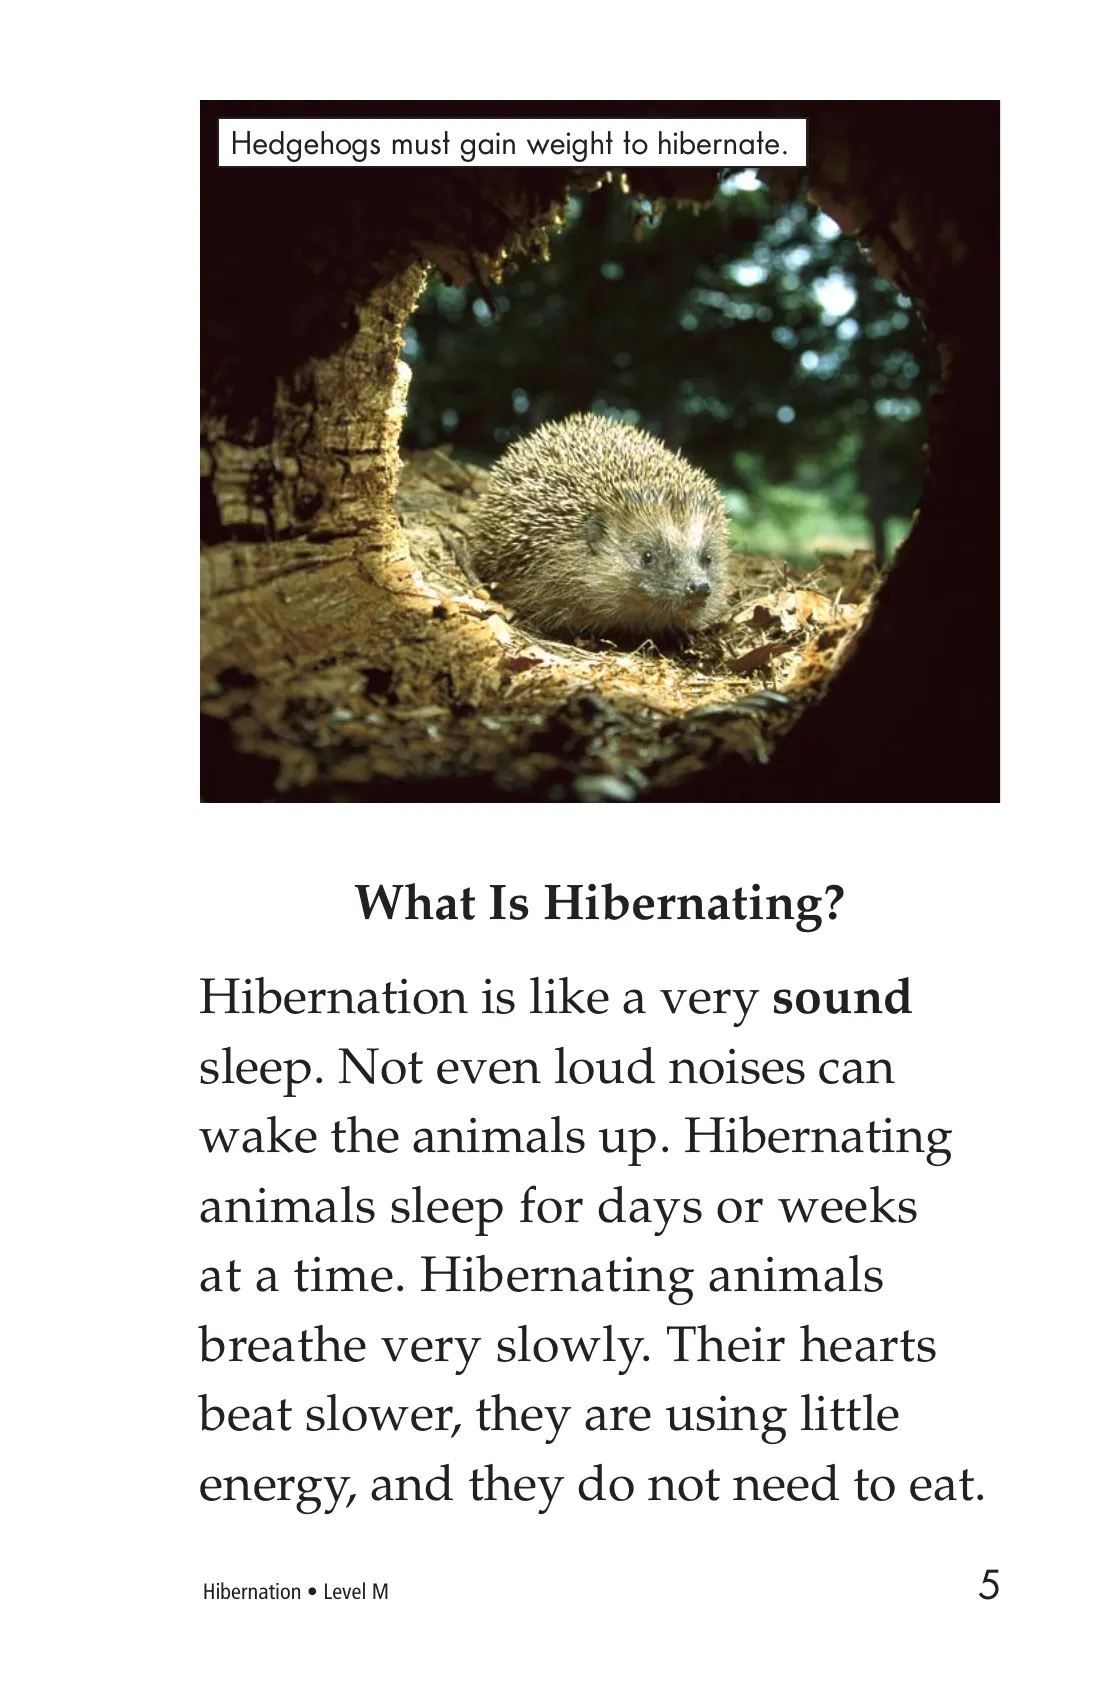 Hedgehogs must gain weight to hibernate.
What Is Hibernating?
Hibernation is like a very sound
sleep. Not even loud noises can
wake the animals up. Hibernating
animals sleep for days or weeks
at a time. Hibernating animals
breathe very slowly. Their hearts
beat slower, they are using little
energy, and they do not need to eat.
Hibernation • Level M
5